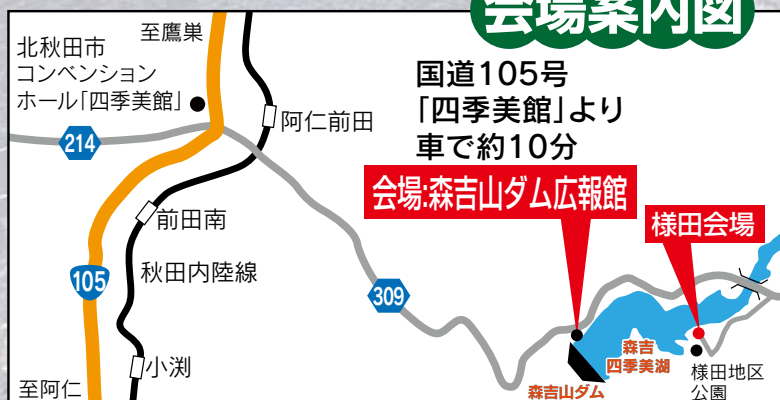 会場案内図
至鷹巣
北秋田市
コンベンション
ホール「四季美館」
国道105号
「四季美館」より
車で約10分
阿仁前田
214
会場:森吉山ダム広報館
様田会場
前田南
秋田内陸線
105
309
小渕
至阿仁
森吉
四季美湖
森吉山ダム
様田地区
公園